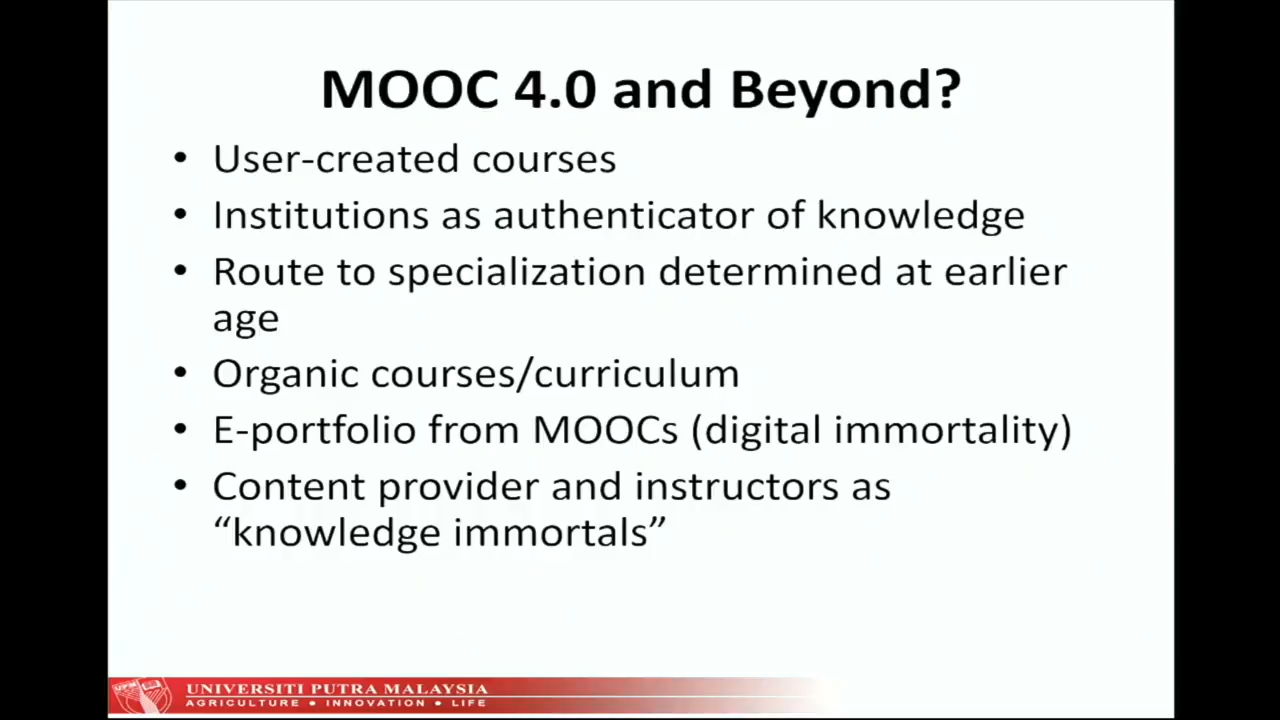 MOOC 4.0 and Beyond?
• User-created courses
• Institutions as authenticator of knowledge
• Route to specialization determined at earlier
age
• Organic courses/curriculum
• E-portfolio from MOOCs (digital immortality)
• Content provider and instructors as
“knowledge immortals”
UPM
UNIVERSITI PUTRA MALAYSIA
AGRICULTURE • INNOVATION • LIFE